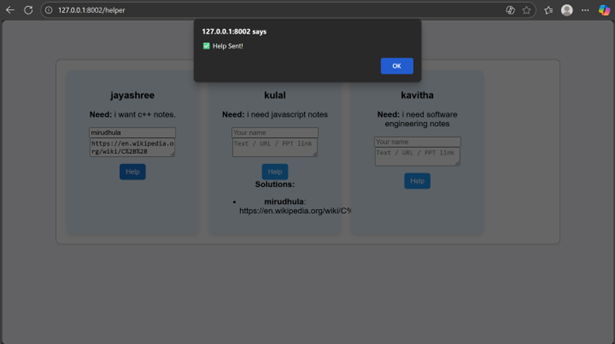 127.0.0.1:8002/helper
127.0.0.1:8002 says
✅ Help Sent!
OK
jayashree
Need: i want c++ notes.
mirudhula
https://en.wikipedia.o
rg/wiki/C%2B%2B
Help
kulal
Need: i need javascript notes
Your name
Text / URL / PPT link
Help
Solutions:
• mirudhula:
https://en.wikipedia.org/wiki/C%
kavitha
Need: i need software
engineering notes
Your name
Text / URL / PPT link
Help